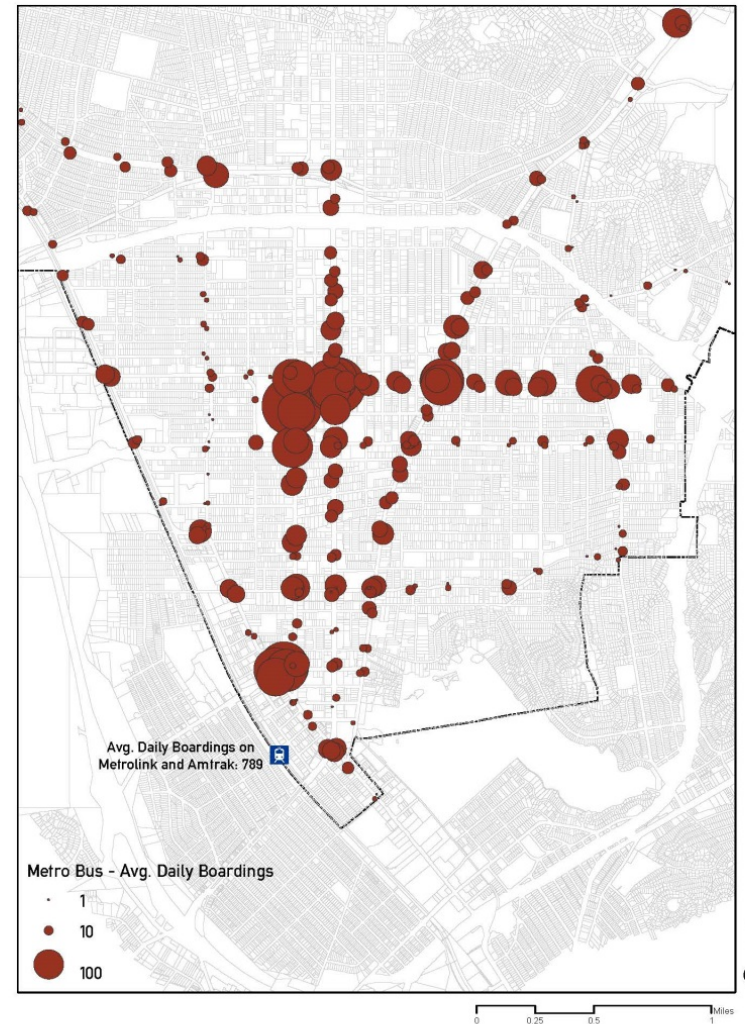 Avg. Daily Boardings on
Metrolink and Amtrak: 789
Metro Bus - Avg. Daily Boardings
1
10
100
Miles
0 0.25 0.5 1